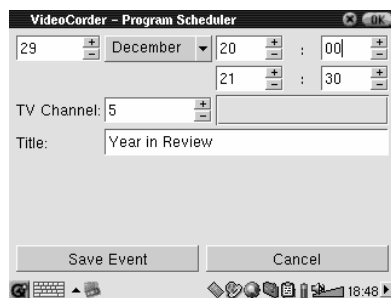 VideoCorder – Program Scheduler OK
29 December 20 : 00
21 : 30
TV Channel: 5
Title: Year in Review
Save Event Cancel
18:48